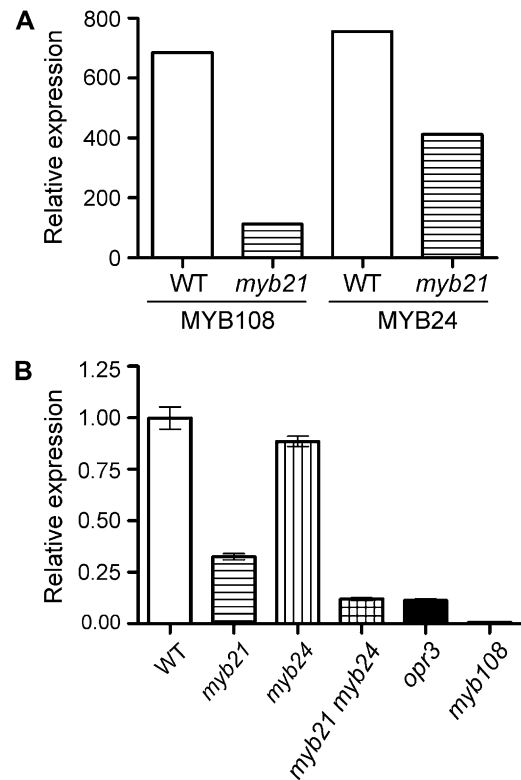 A
Relative expression
800
600
400
200
0
WT myb21 WT myb21
MYB108 MYB24
B
Relative expression
1.25
1.00
0.75
0.50
0.25
0.00
WT
myb21
myb24
myb21 myb24
opr3
myb108